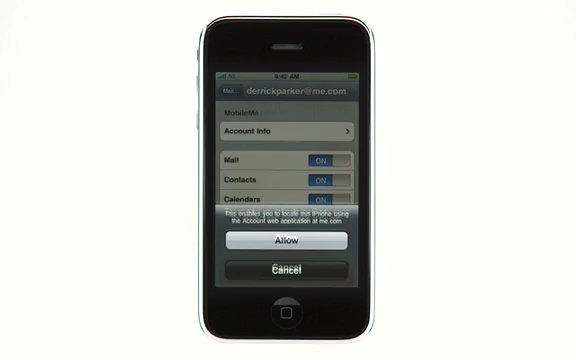 8:42 AM
Mail... derrickparker@me.com
MobileMe
Account Info
Mail ON
Contacts ON
Calendars ON
This enables you to locate this iPhone using
the Account web application at me.com
Allow
Cancel